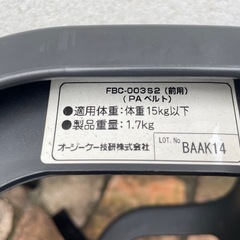 FBC-003S2（前用）
（PAベルト）
●適用体重：体重15kg以下
●製品重量：1.7kg
オージーケー技研株式会社
LOT. No
BAAK14